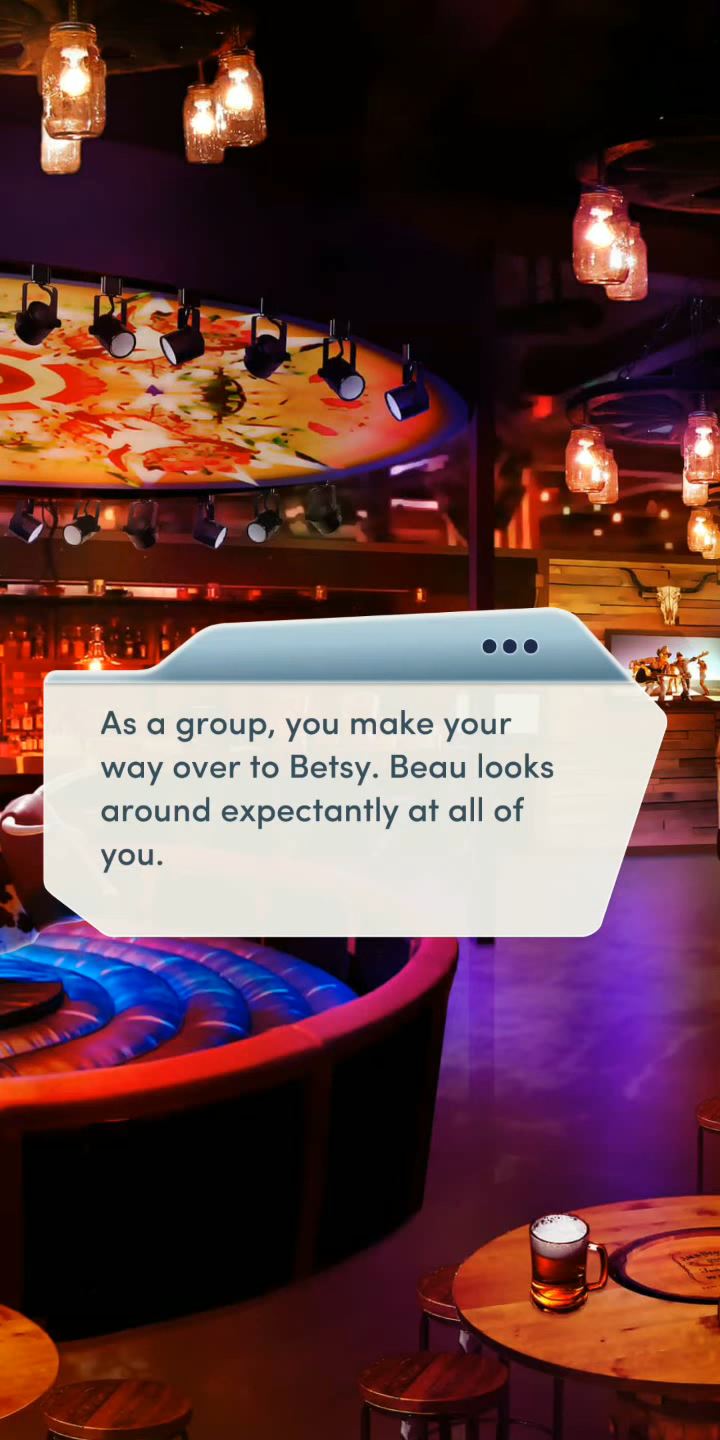 As a group, you make your
way over to Betsy. Beau looks
around expectantly at all of
you.